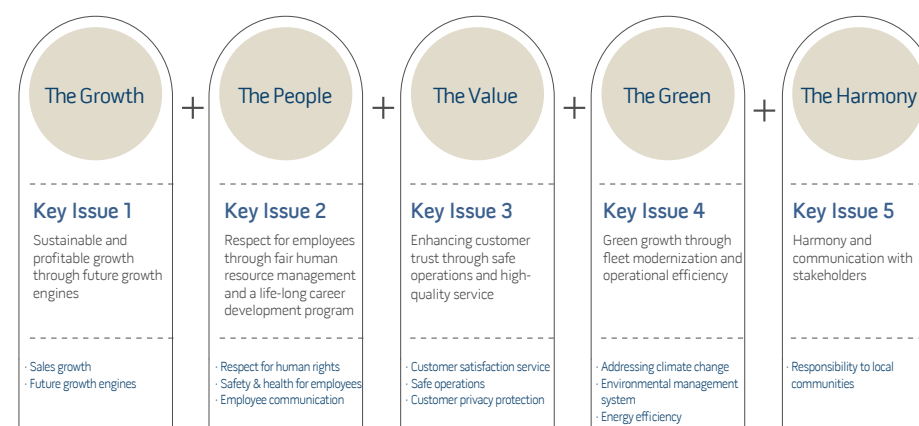 The Growth
+
The People
+
The Value
+
The Green
+
The Harmony
Key Issue 1
Sustainable and
profitable growth
through future growth
engines
· Sales growth
· Future growth engines
Key Issue 2
Respect for employees
through fair human
resource management
and a life-long career
development program
· Respect for human rights
· Safety & health for employees
· Employee communication
Key Issue 3
Enhancing customer
trust through safe
operations and high-
quality service
· Customer satisfaction service
· Safe operations
· Customer privacy protection
Key Issue 4
Green growth through
fleet modernization and
operational efficiency
· Addressing climate change
· Environmental management
system
· Energy efficiency
Key Issue 5
Harmony and
communication with
stakeholders
· Responsibility to local
communities